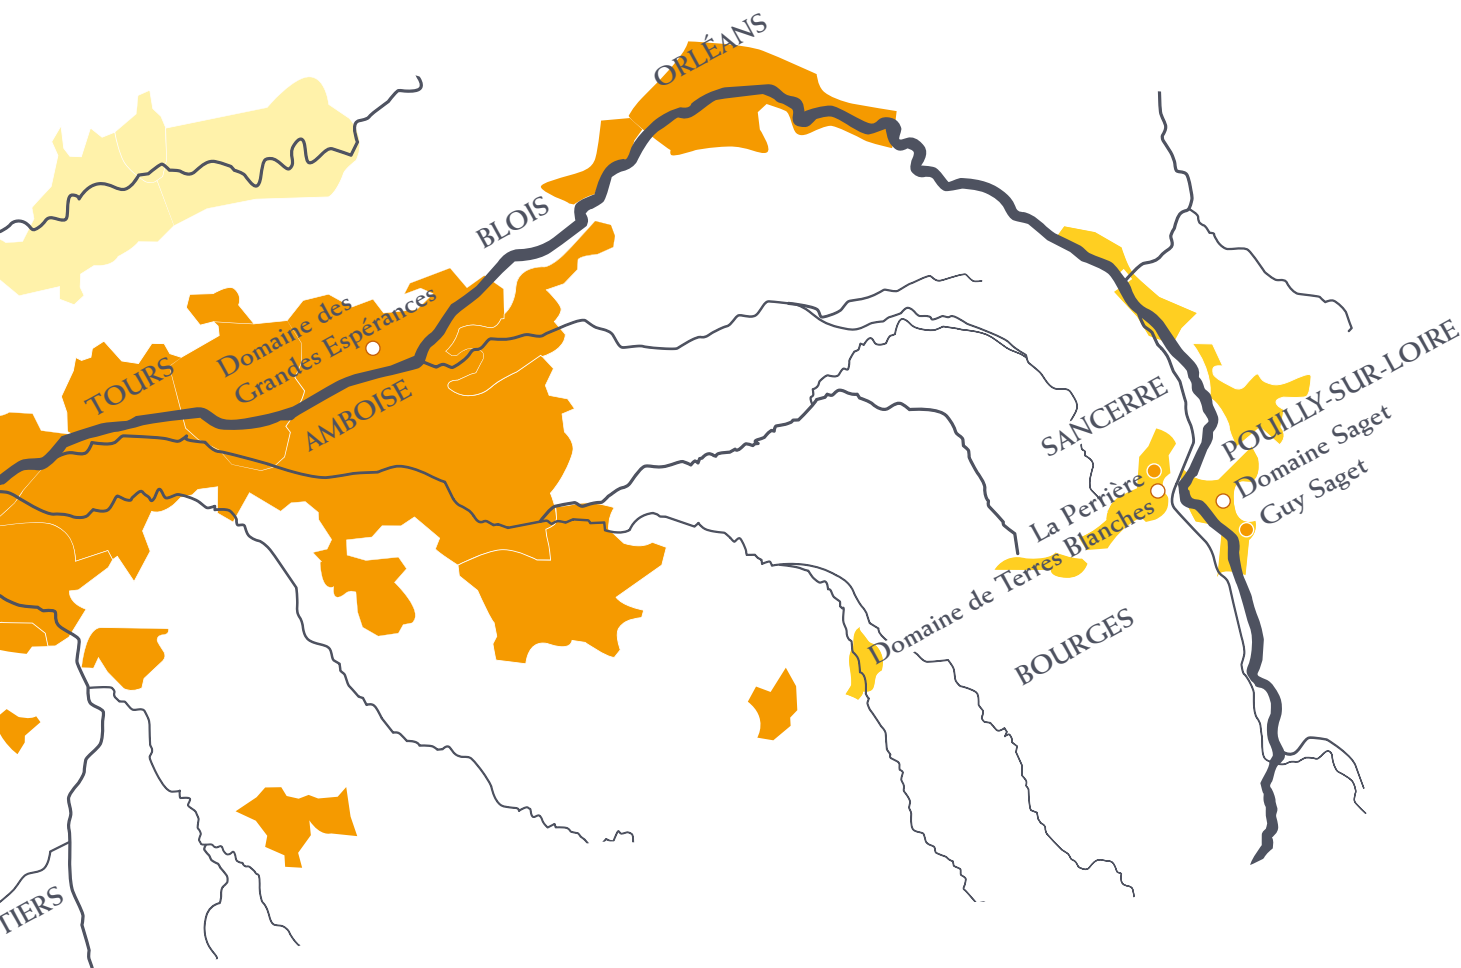 ORLÉANS
BLOIS
Domaine des
Grandes Espérances
TOURS
AMBOISE
SANCERRE
POUILLY-SUR-LOIRE
Domaine Saget
Guy Saget
La Perrière
Domaine de Terres Blanches
BOURGES
TIERS